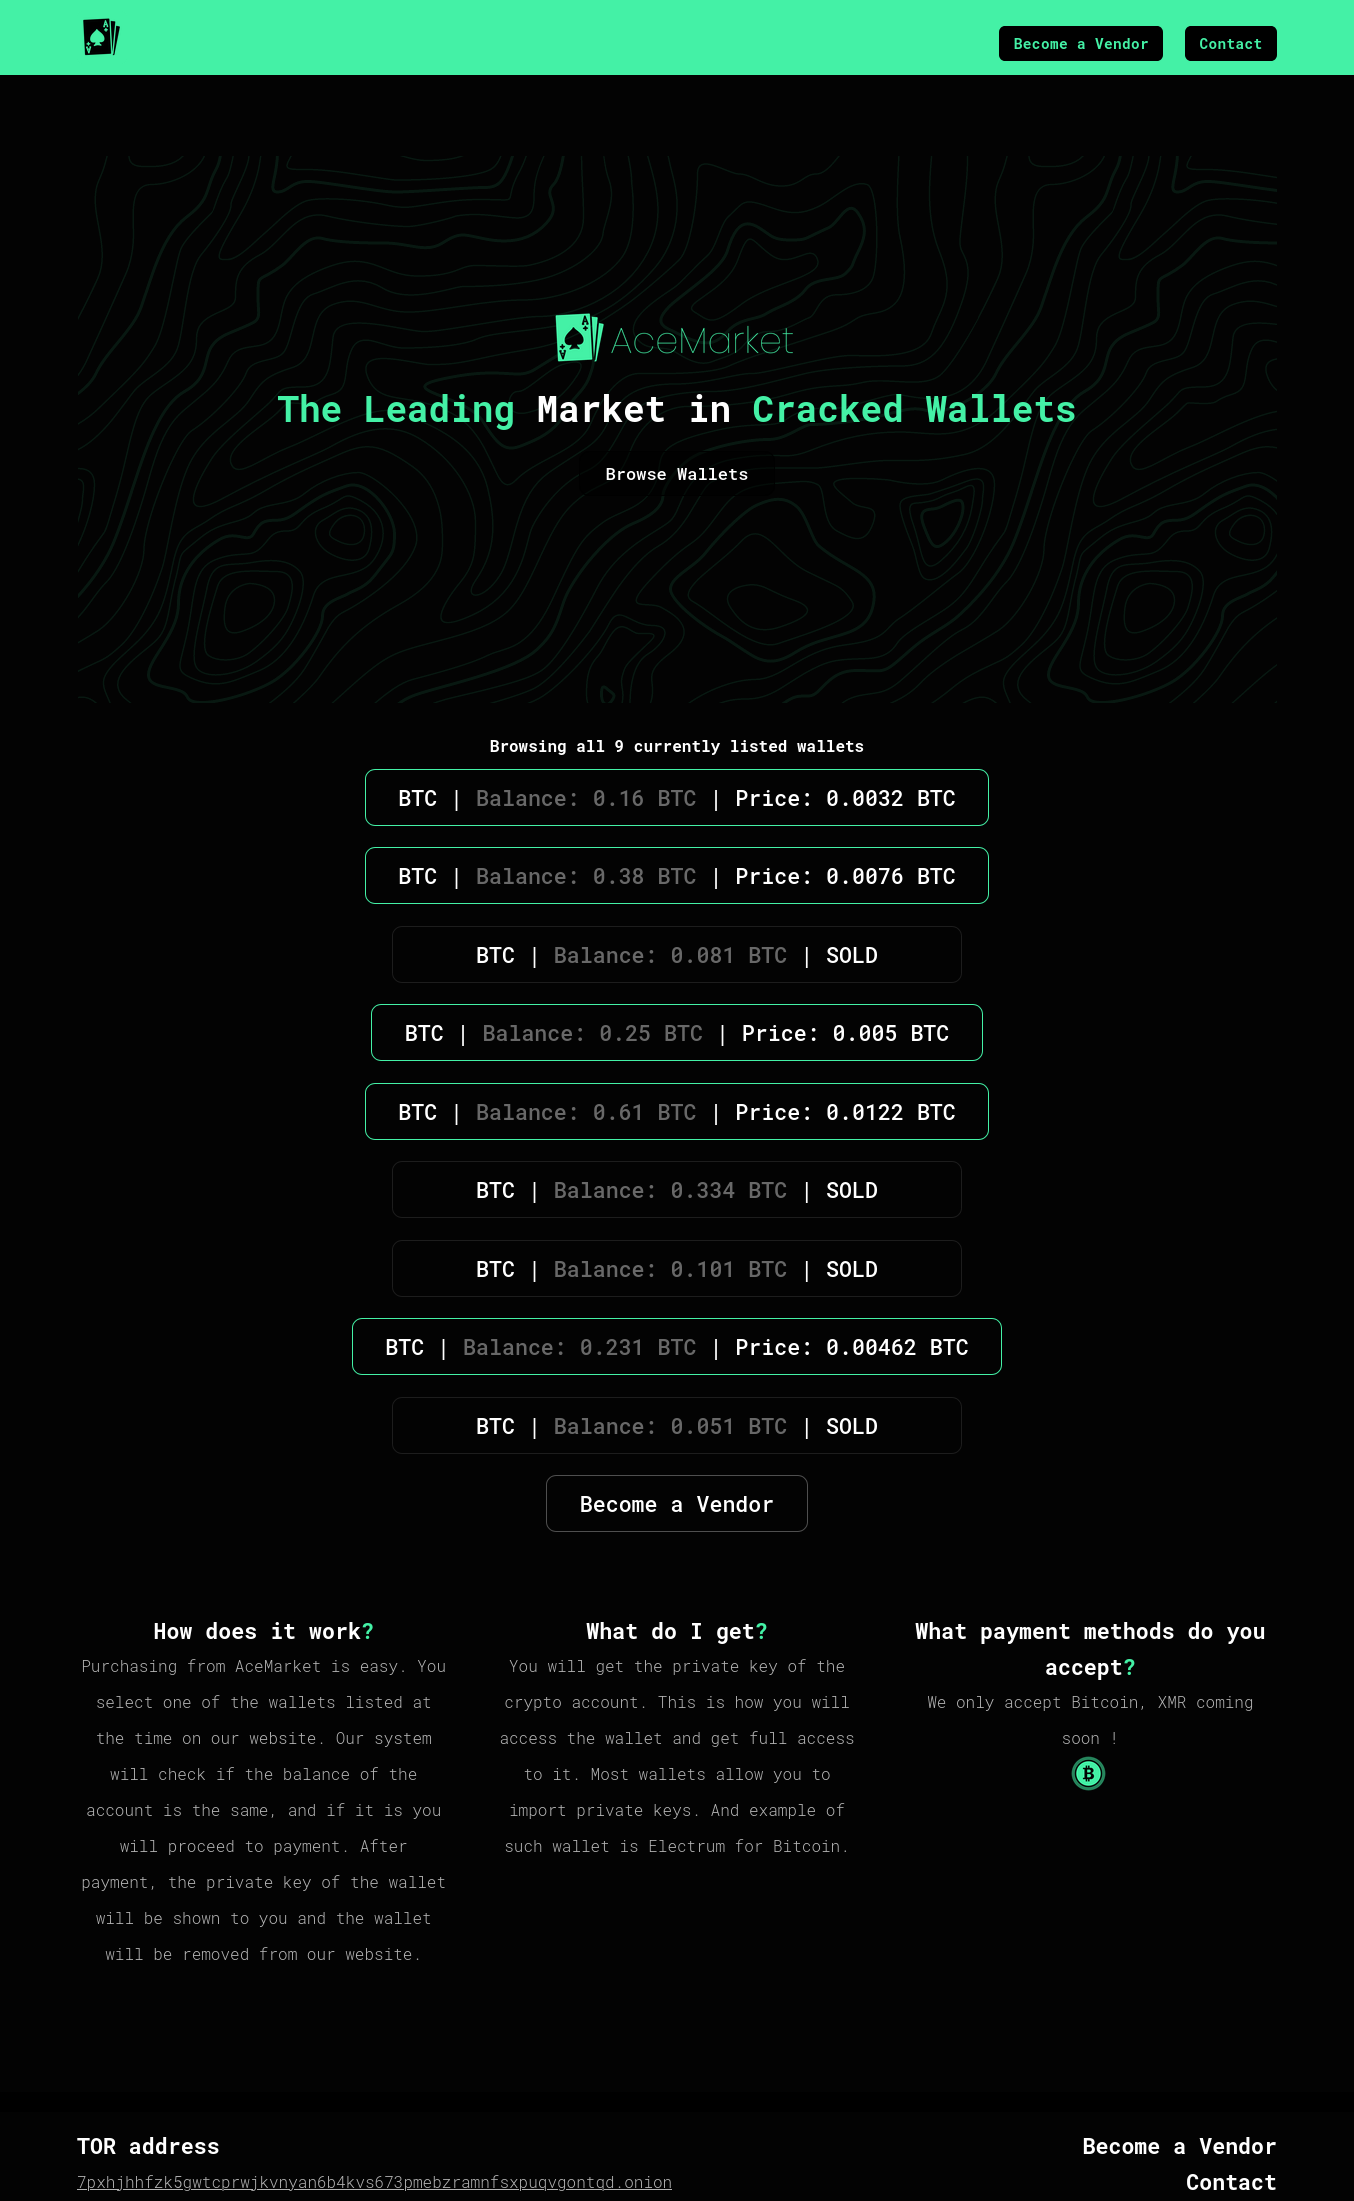 Become a Vendor
Contact
AceMarket
The Leading Market in Cracked Wallets
Browse Wallets
Browsing all 9 currently listed wallets
BTC | Balance: 0.16 BTC | Price: 0.0032 BTC
BTC | Balance: 0.38 BTC | Price: 0.0076 BTC
BTC | Balance: 0.081 BTC | SOLD
BTC | Balance: 0.25 BTC | Price: 0.005 BTC
BTC | Balance: 0.61 BTC | Price: 0.0122 BTC
BTC | Balance: 0.334 BTC | SOLD
BTC | Balance: 0.101 BTC | SOLD
BTC | Balance: 0.231 BTC | Price: 0.00462 BTC
BTC | Balance: 0.051 BTC | SOLD
Become a Vendor
How does it work?
Purchasing from AceMarket is easy. You
select one of the wallets listed at
the time on our website. Our system
will check if the balance of the
account is the same, and if it is you
will proceed to payment. After
payment, the private key of the wallet
will be shown to you and the wallet
will be removed from our website.
What do I get?
You will get the private key of the
crypto account. This is how you will
access the wallet and get full access
to it. Most wallets allow you to
import private keys. And example of
such wallet is Electrum for Bitcoin.
What payment methods do you
accept?
We only accept Bitcoin, XMR coming
soon !
TOR address
7pxhjhhfzk5gwtcprwjkvnyan6b4kvs673pmebzramnfsxpuqvgontqd.onion
Become a Vendor
Contact